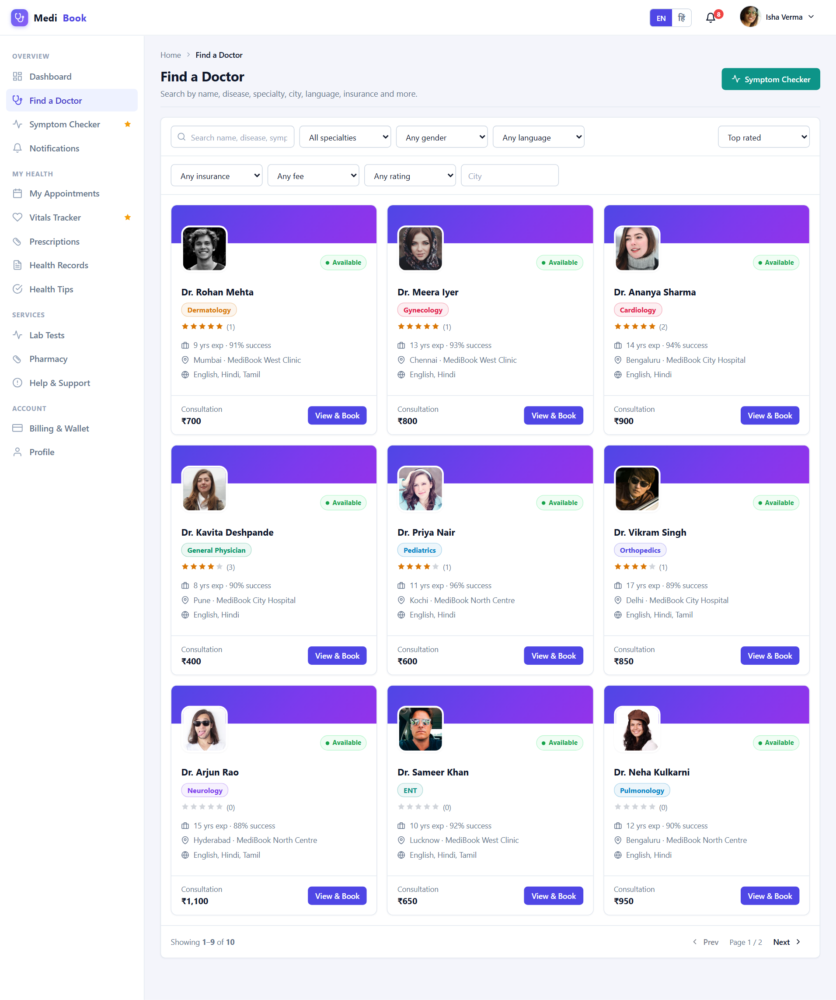 Medi Book
EN
हिं
8
Isha Verma
OVERVIEW
Dashboard
Find a Doctor
Symptom Checker
Notifications
MY HEALTH
My Appointments
Vitals Tracker
Prescriptions
Health Records
Health Tips
SERVICES
Lab Tests
Pharmacy
Help & Support
ACCOUNT
Billing & Wallet
Profile
Home > Find a Doctor
Find a Doctor
Search by name, disease, specialty, city, language, insurance and more.
Symptom Checker
Search name, disease, symp
All specialties
Any gender
Any language
Top rated
Any insurance
Any fee
Any rating
City
Available
Dr. Rohan Mehta
Dermatology
(1)
9 yrs exp · 91% success
Mumbai · MediBook West Clinic
English, Hindi, Tamil
Consultation
₹700
View & Book
Available
Dr. Meera Iyer
Gynecology
(1)
13 yrs exp · 93% success
Chennai · MediBook West Clinic
English, Hindi
Consultation
₹800
View & Book
Available
Dr. Ananya Sharma
Cardiology
(2)
14 yrs exp · 94% success
Bengaluru · MediBook City Hospital
English, Hindi
Consultation
₹900
View & Book
Available
Dr. Kavita Deshpande
General Physician
(3)
8 yrs exp · 90% success
Pune · MediBook City Hospital
English, Hindi
Consultation
₹400
View & Book
Available
Dr. Priya Nair
Pediatrics
(1)
11 yrs exp · 96% success
Kochi · MediBook North Centre
English, Hindi
Consultation
₹600
View & Book
Available
Dr. Vikram Singh
Orthopedics
(1)
17 yrs exp · 89% success
Delhi · MediBook City Hospital
English, Hindi, Tamil
Consultation
₹850
View & Book
Available
Dr. Arjun Rao
Neurology
(0)
15 yrs exp · 88% success
Hyderabad · MediBook North Centre
English, Hindi, Tamil
Consultation
₹1,100
View & Book
Available
Dr. Sameer Khan
ENT
(0)
10 yrs exp · 92% success
Lucknow · MediBook West Clinic
English, Hindi, Tamil
Consultation
₹650
View & Book
Available
Dr. Neha Kulkarni
Pulmonology
(0)
12 yrs exp · 90% success
Bengaluru · MediBook North Centre
English, Hindi
Consultation
₹950
View & Book
Showing 1–9 of 10
Prev
Page 1 / 2
Next